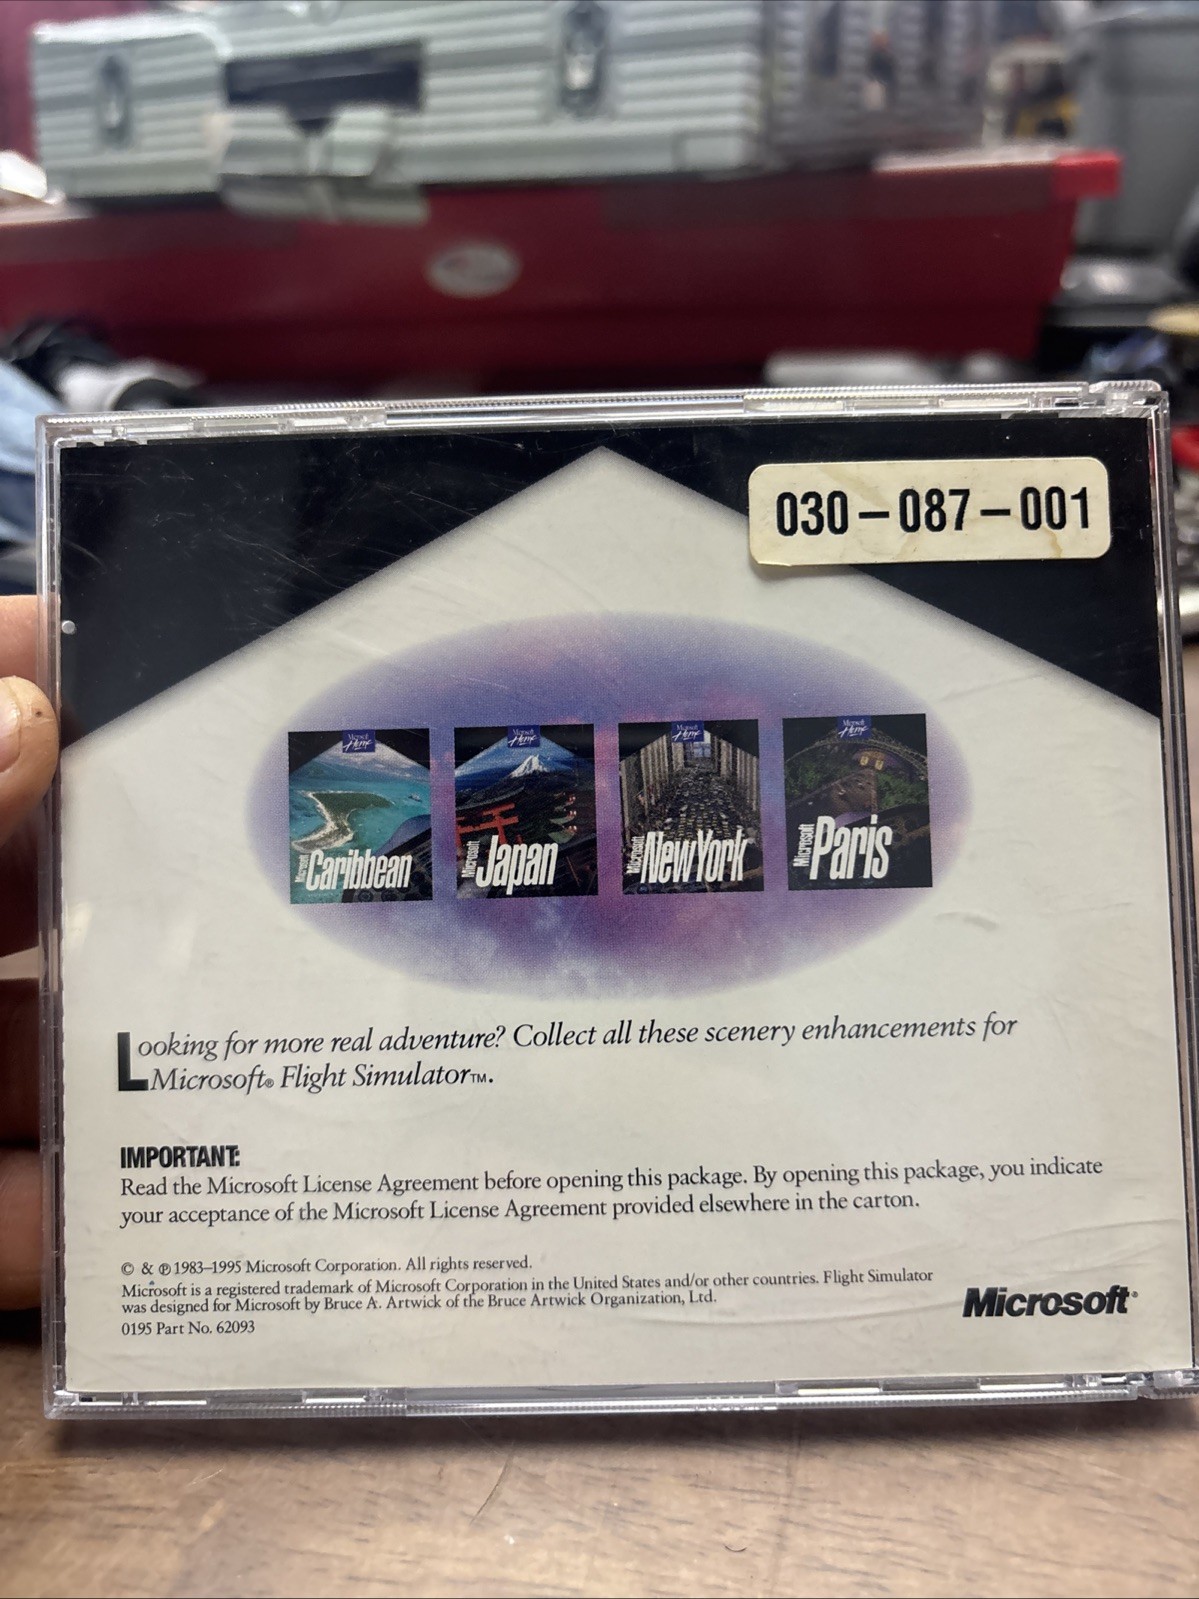 030-087-001
Microsoft Home
Microsoft Caribbean
Microsoft Home
Microsoft Japan
Microsoft Home
Microsoft New York
Microsoft Home
Microsoft Paris
Looking for more real adventure? Collect all these scenery enhancements for
Microsoft® Flight Simulator™.
IMPORTANT:
Read the Microsoft License Agreement before opening this package. By opening this package, you indicate
your acceptance of the Microsoft License Agreement provided elsewhere in the carton.
© & ℗ 1983–1995 Microsoft Corporation. All rights reserved.
Microsoft is a registered trademark of Microsoft Corporation in the United States and/or other countries. Flight Simulator
was designed for Microsoft by Bruce A. Artwick of the Bruce Artwick Organization, Ltd.
0195 Part No. 62093
Microsoft®